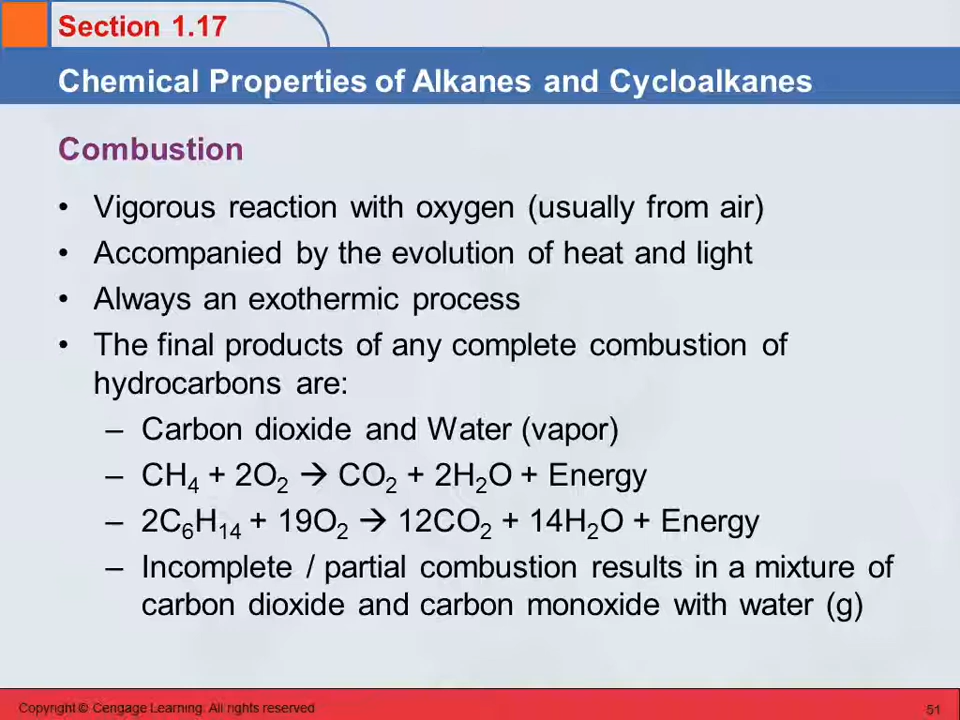 Section 1.17
Chemical Properties of Alkanes and Cycloalkanes
Combustion
• Vigorous reaction with oxygen (usually from air)
• Accompanied by the evolution of heat and light
• Always an exothermic process
• The final products of any complete combustion of
hydrocarbons are:
– Carbon dioxide and Water (vapor)
– CH₄ + 2O₂ → CO₂ + 2H₂O + Energy
– 2C₆H₁₄ + 19O₂ → 12CO₂ + 14H₂O + Energy
– Incomplete / partial combustion results in a mixture of
carbon dioxide and carbon monoxide with water (g)
Copyright © Cengage Learning. All rights reserved
51